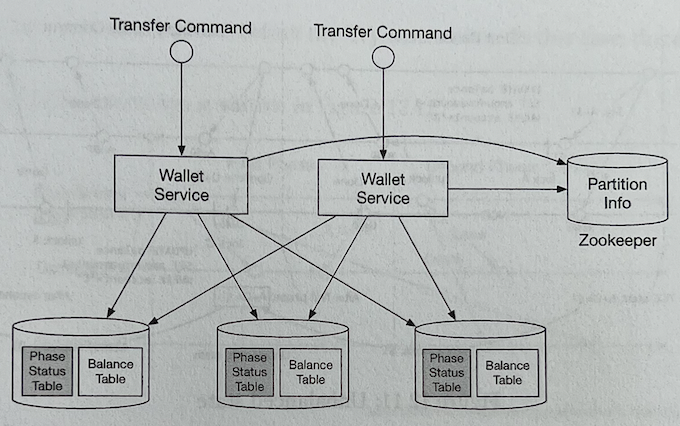 Transfer Command
Transfer Command
Wallet
Service
Wallet
Service
Partition
Info
Zookeeper
Phase
Status
Table
Balance
Table
Phase
Status
Table
Balance
Table
Phase
Status
Table
Balance
Table